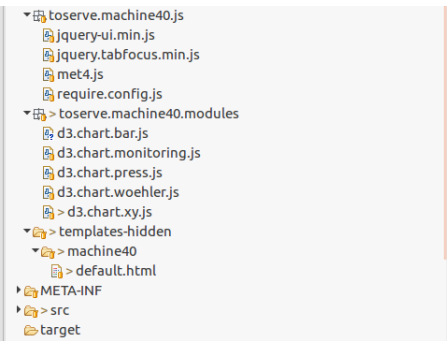 toserve.machine40.js
jquery-ui.min.js
jquery.tabfocus.min.js
met4.js
require.config.js
> toserve.machine40.modules
d3.chart.bar.js
d3.chart.monitoring.js
d3.chart.press.js
d3.chart.woehler.js
> d3.chart.xy.js
> templates-hidden
> machine40
> default.html
META-INF
> src
target